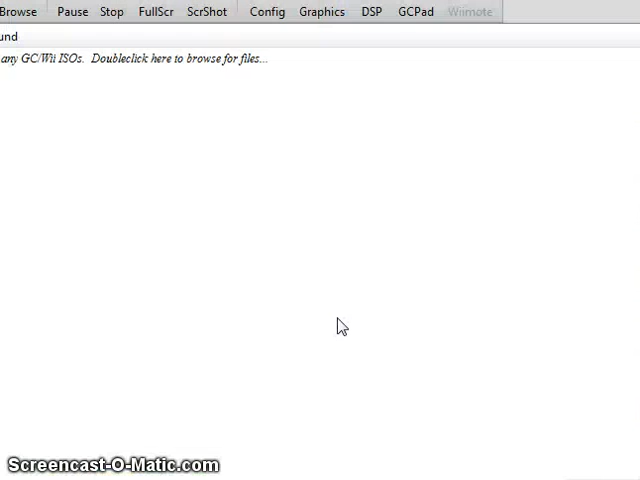 Browse Pause Stop FullScr ScrShot Config Graphics DSP GCPad Wiimote
und
any GC/Wii ISOs. Doubleclick here to browse for files...
Screencast-O-Matic.com